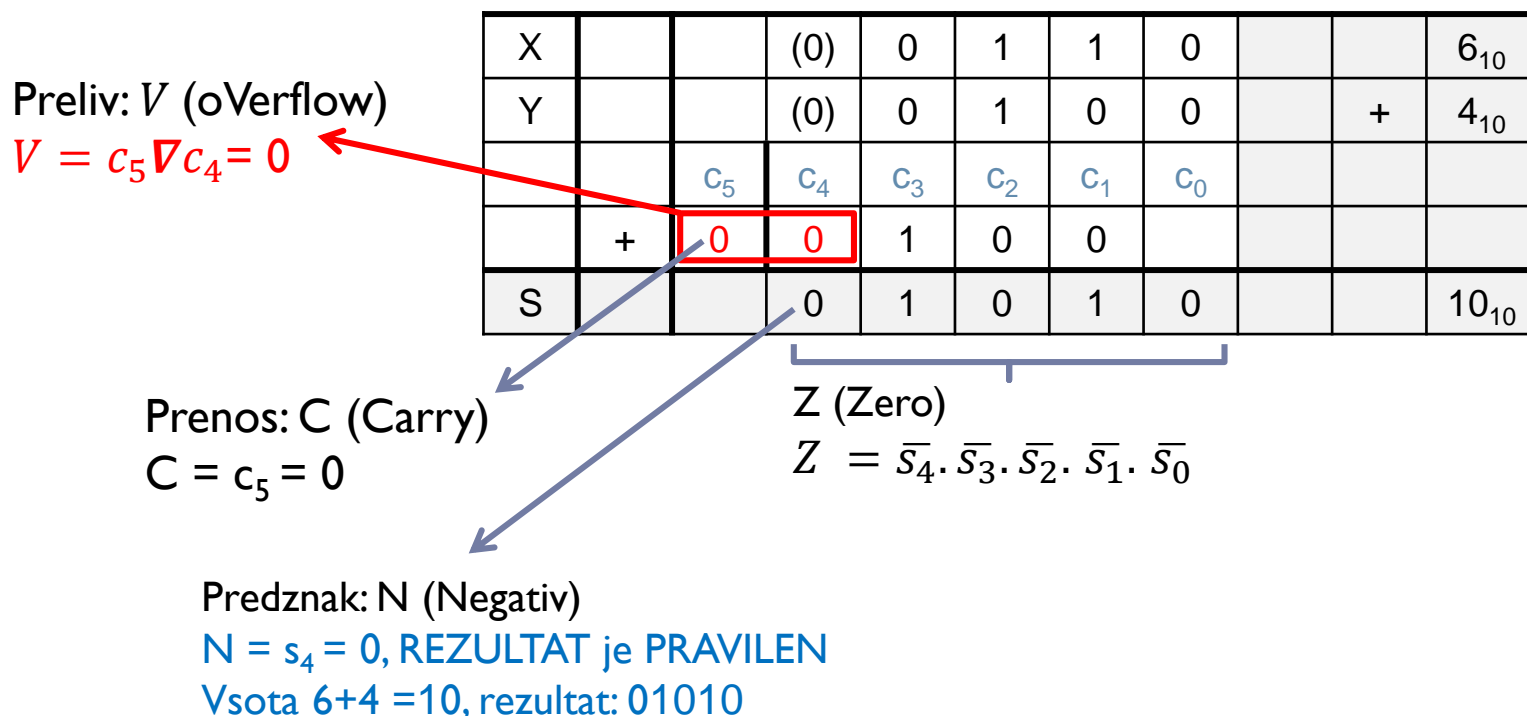 X (0) 0 1 1 0 6₁₀
Y (0) 0 1 0 0 + 4₁₀
c₅ c₄ c₃ c₂ c₁ c₀
+ 0 0 1 0 0
S 0 1 0 1 0 10₁₀
Preliv: V (oVerflow)
V = c₅∇c₄= 0
Prenos: C (Carry)
C = c₅ = 0
Z (Zero)
Z = s̅₄. s̅₃. s̅₂. s̅₁. s̅₀
Predznak: N (Negativ)
N = s₄ = 0, REZULTAT je PRAVILEN
Vsota 6+4 =10, rezultat: 01010